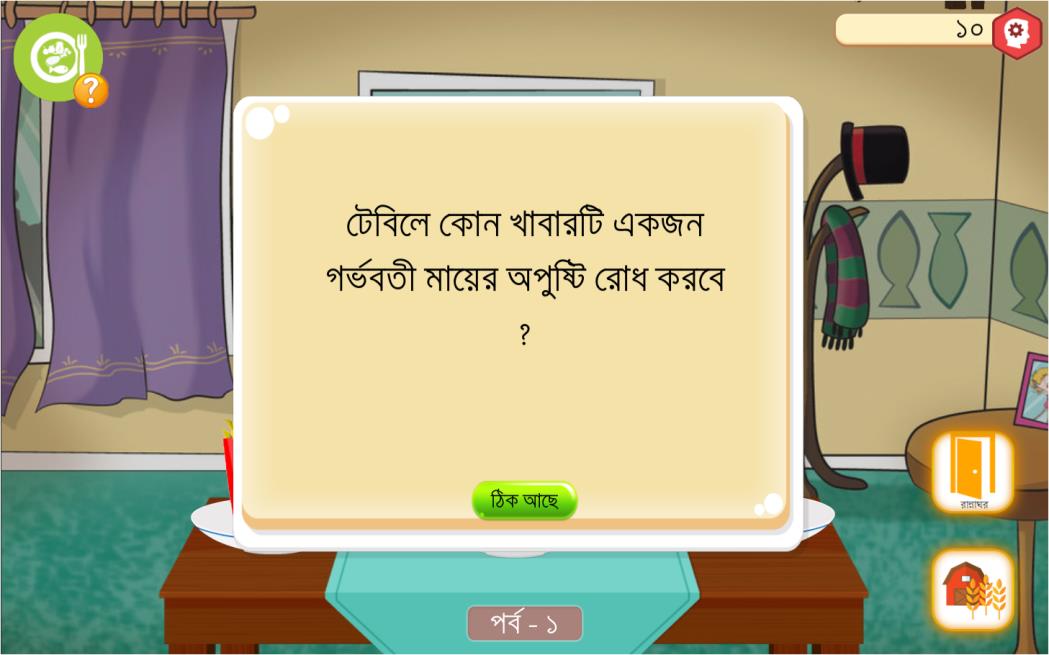 ১০
টেবিলে কোন খাবারটি একজন
গর্ভবতী মায়ের অপুষ্টি রোধ করবে
?
ঠিক আছে
রান্নাঘর
পর্ব - ১
?